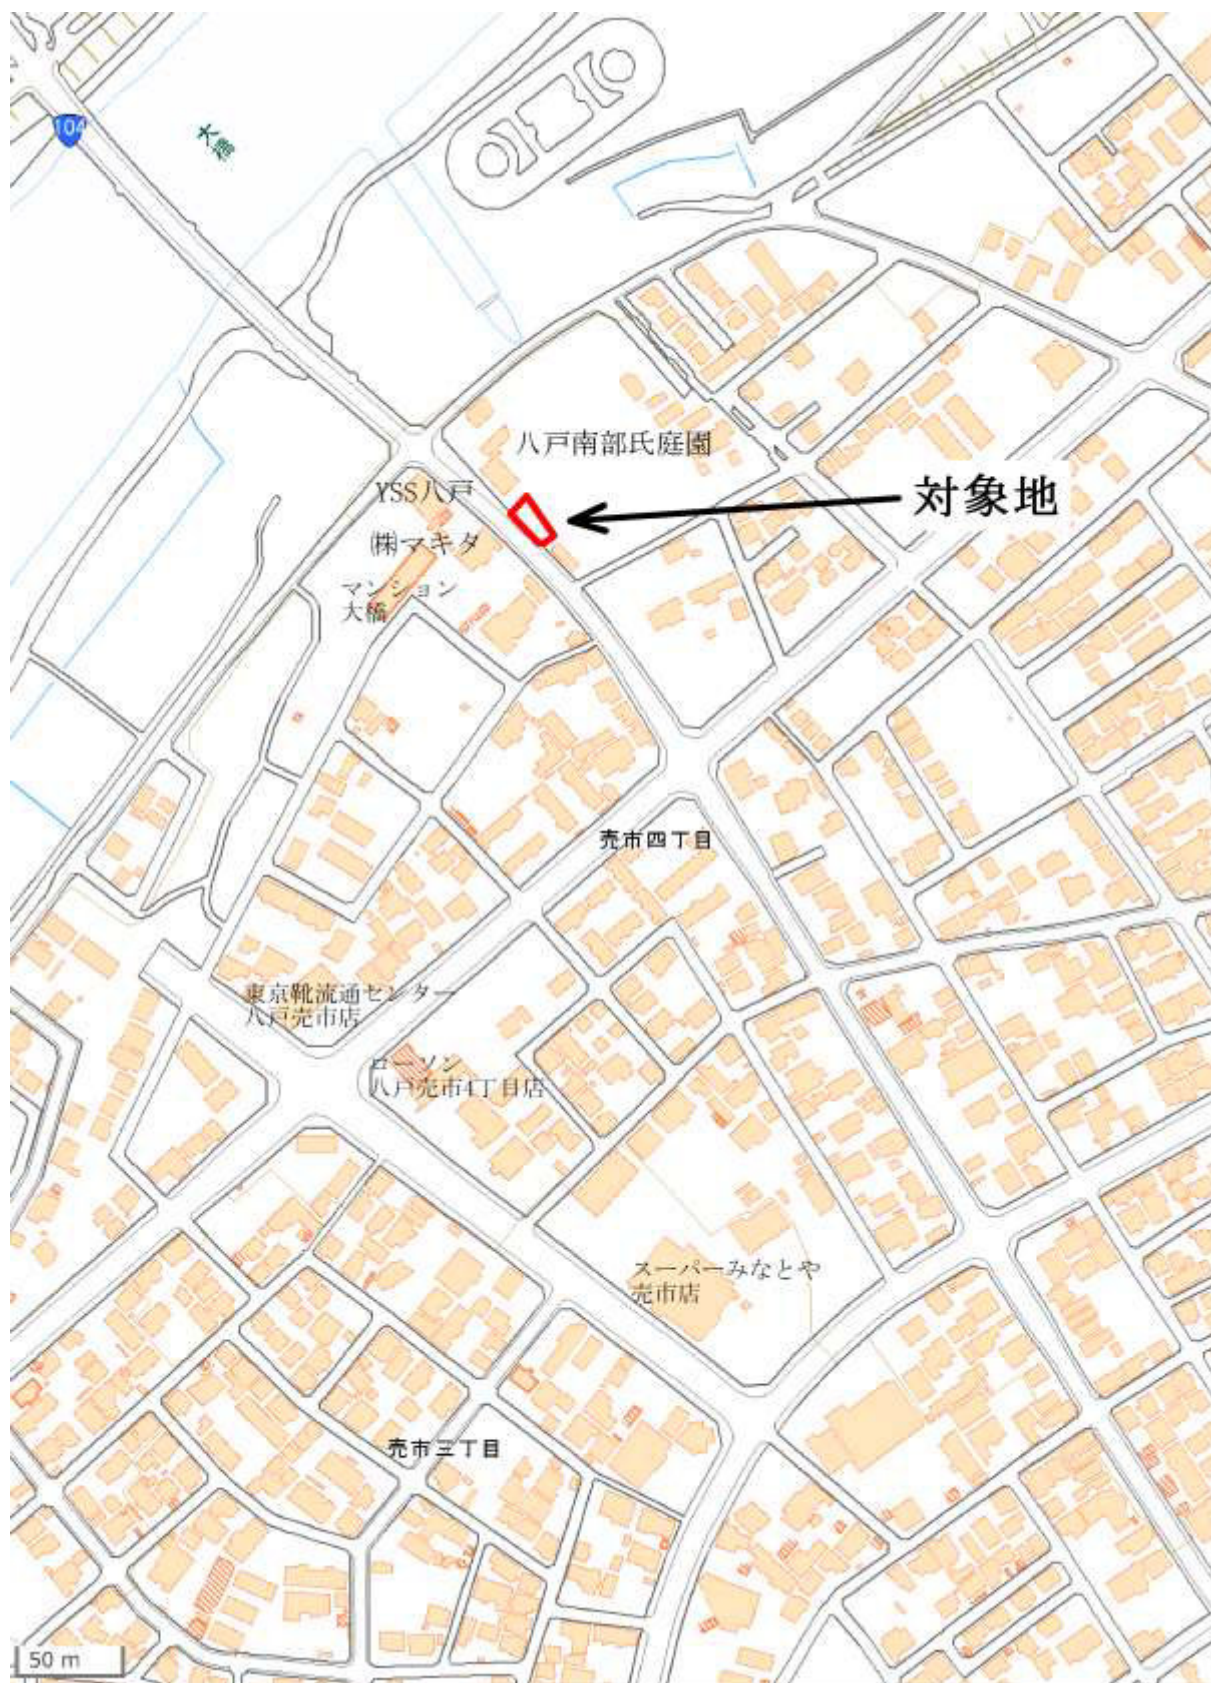 104
大橋
八戸南部氏庭園
YSS八戸
対象地
㈱マキタ
マンション
大橋
売市四丁目
東京靴流通センター
八戸売市店
ローソン
八戸売市4丁目店
スーパーみなとや
売市店
売市三丁目
50 m